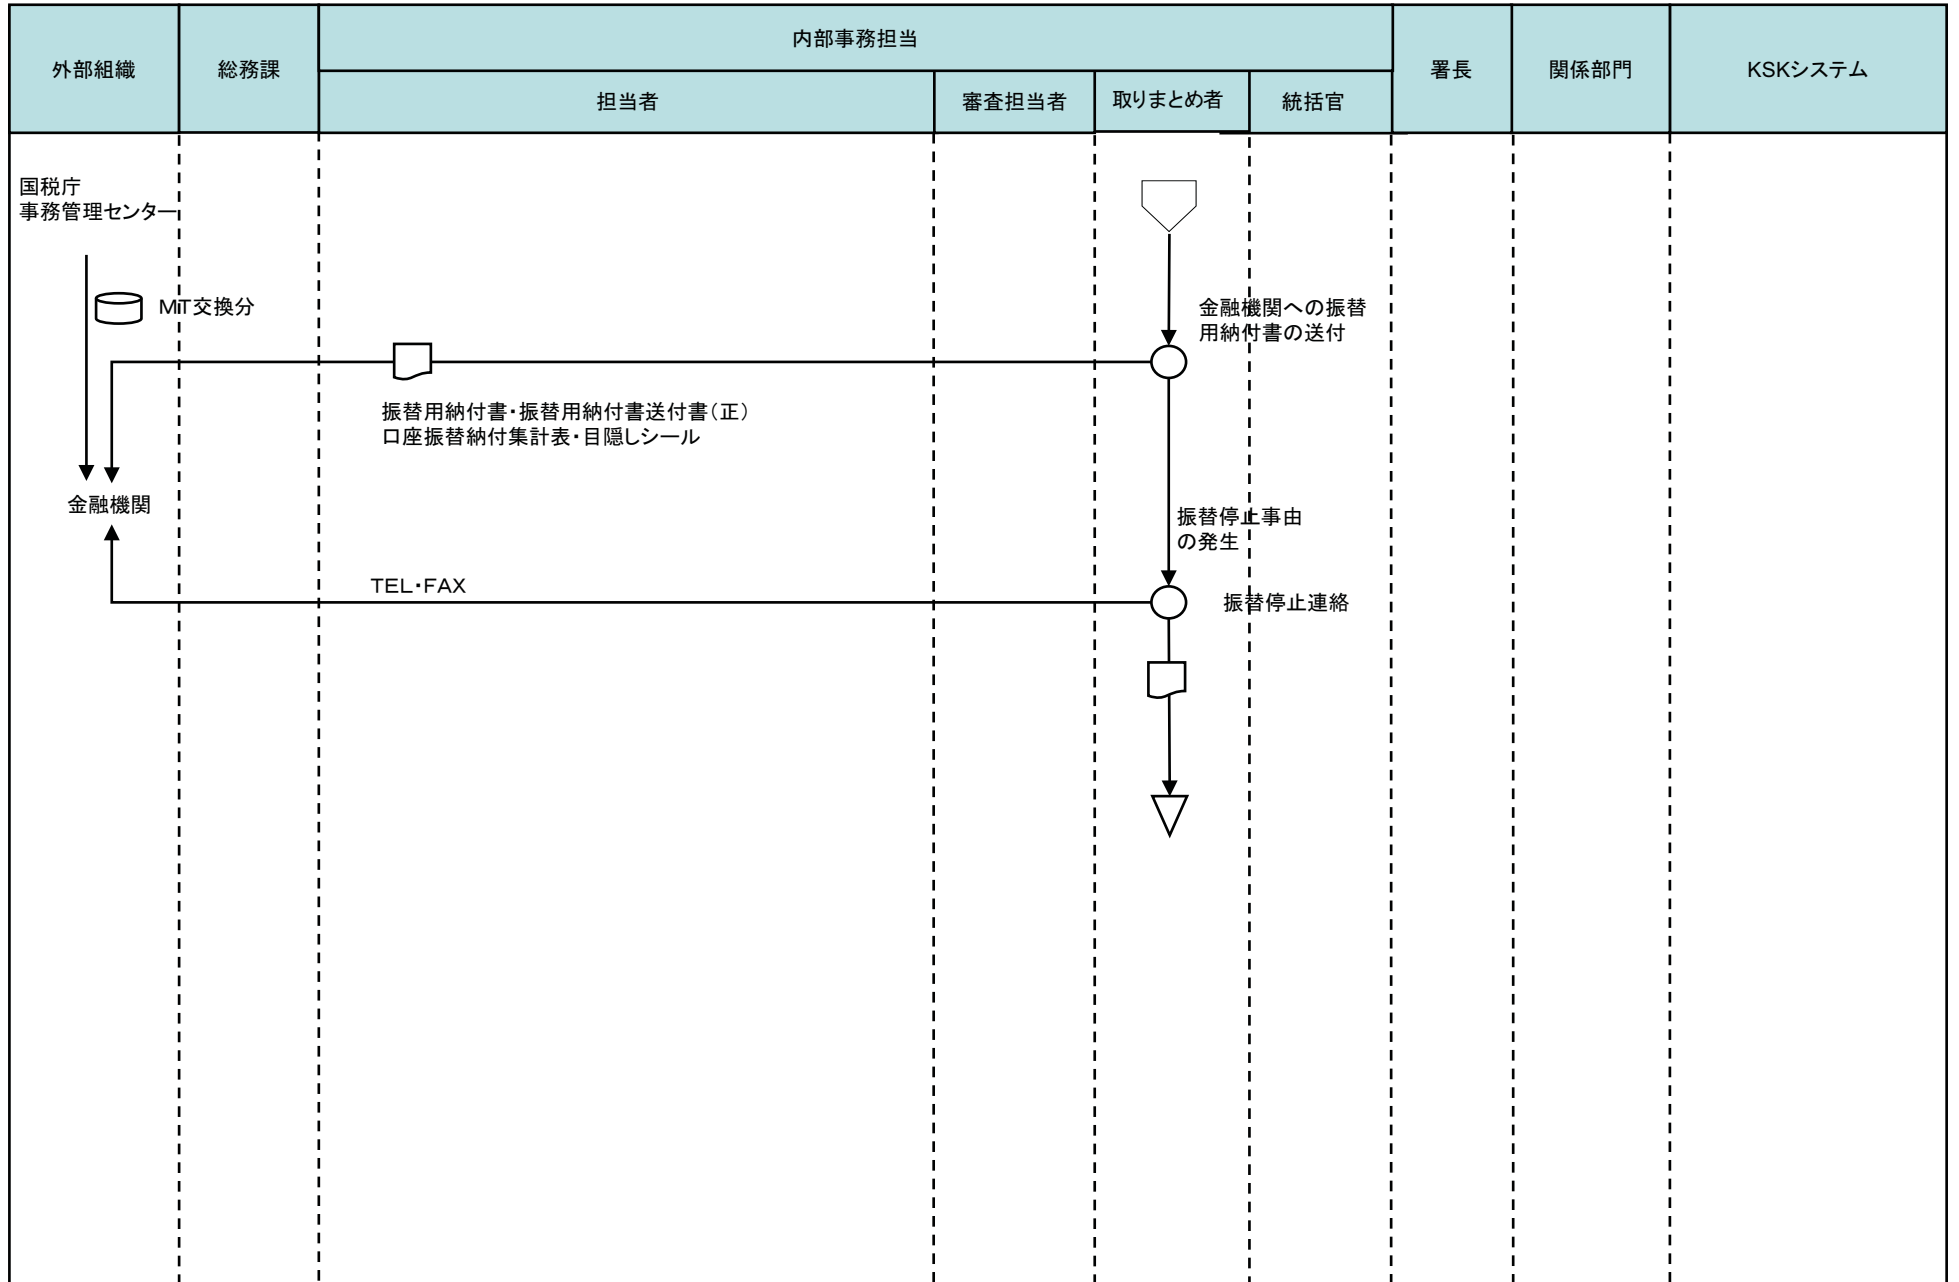 外部組織
総務課
内部事務担当
担当者
審査担当者
取りまとめ者
統括官
署長
関係部門
KSKシステム
国税庁
事務管理センター
MT交換分
金融機関への振替
用納付書の送付
振替用納付書・振替用納付書送付書（正）
口座振替納付集計表・目隠しシール
金融機関
振替停止事由
の発生
TEL・FAX
振替停止連絡